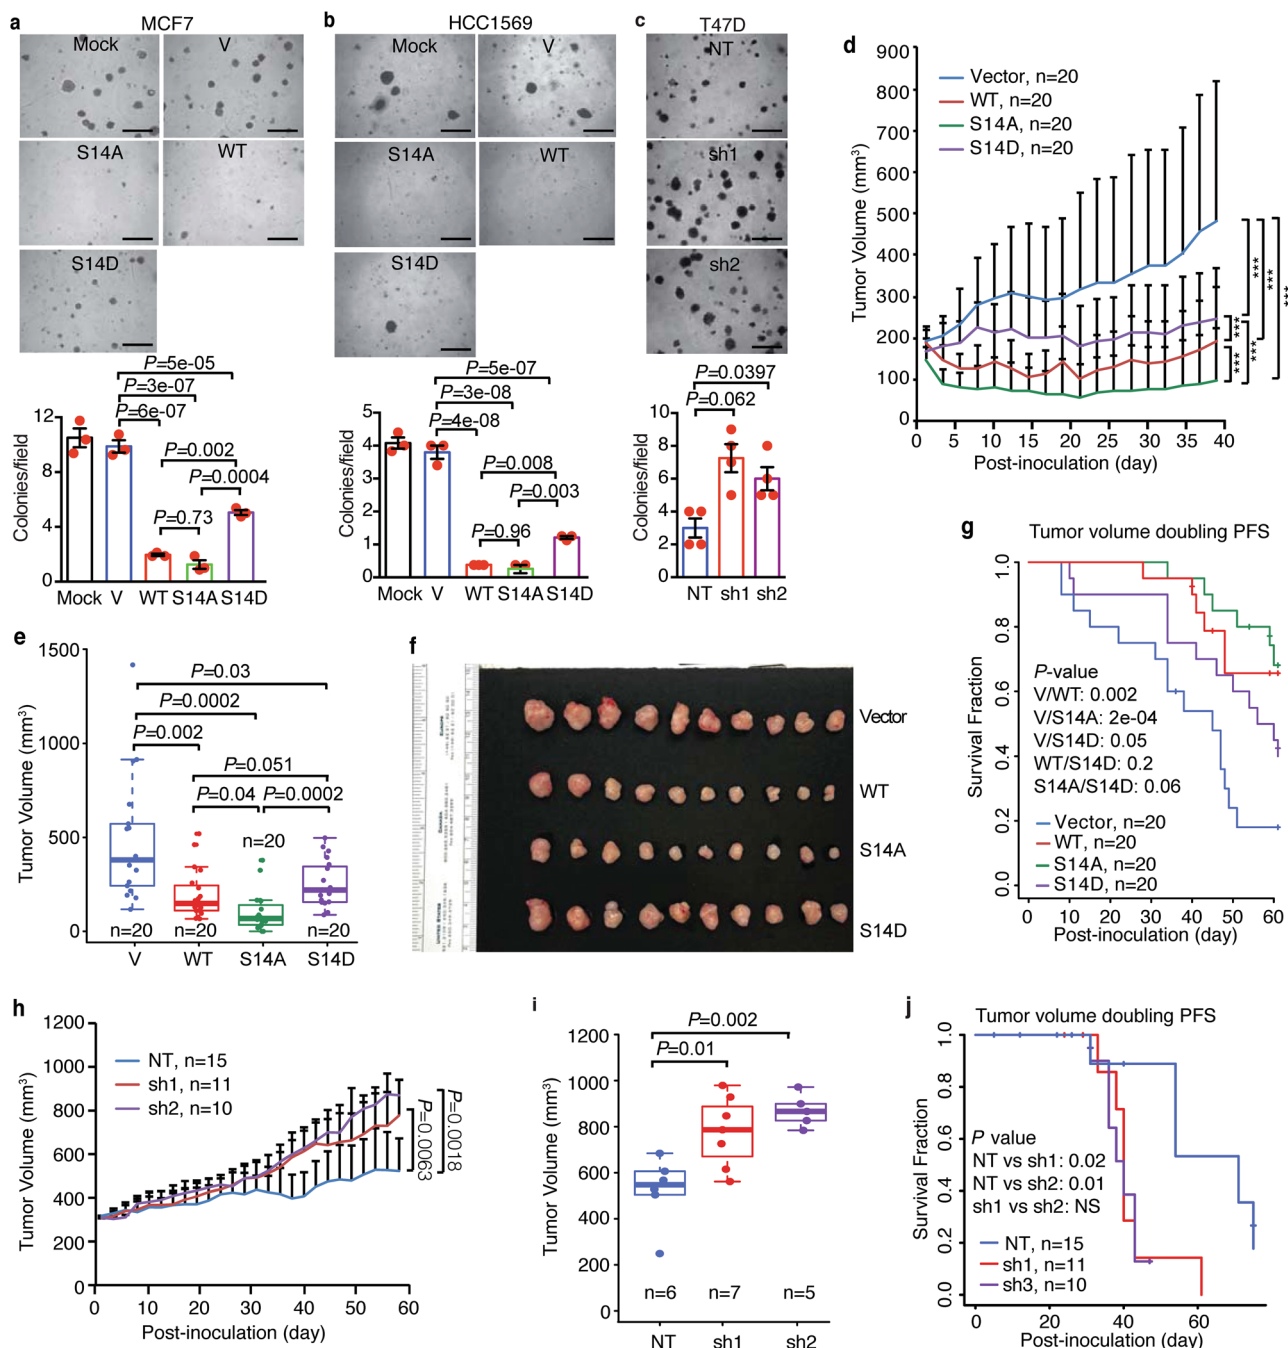 a
MCF7
Mock
V
S14A
WT
S14D
P=5e-05
P=3e-07
P=6e-07
P=0.002
P=0.0004
P=0.73
Colonies/field
12
8
4
0
Mock V WT S14A S14D
b
HCC1569
Mock
V
S14A
WT
S14D
P=5e-07
P=3e-08
P=4e-08
P=0.008
P=0.003
P=0.96
Colonies/field
5
4
3
2
1
0
Mock V WT S14A S14D
c
T47D
NT
sh1
sh2
P=0.0397
P=0.062
Colonies/field
10
8
6
4
2
0
NT sh1 sh2
d
Vector, n=20
WT, n=20
S14A, n=20
S14D, n=20
Tumor Volume (mm³)
900
800
700
600
500
400
300
200
100
0
0 5 10 15 20 25 30 35 40
Post-inoculation (day)
***
***
***
***
***
***
e
Tumor Volume (mm³)
1500
1000
500
0
P=0.03
P=0.0002
P=0.002
P=0.051
P=0.04 P=0.0002
n=20
n=20 n=20 n=20
V WT S14A S14D
f
Vector
WT
S14A
S14D
EUROPE
UNITED STATES
g
Tumor volume doubling PFS
Survival Fraction
1.0
0.8
0.6
0.4
0.2
0.0
P-value
V/WT: 0.002
V/S14A: 2e-04
V/S14D: 0.05
WT/S14D: 0.2
S14A/S14D: 0.06
Vector, n=20
WT, n=20
S14A, n=20
S14D, n=20
0 10 20 30 40 50 60
Post-inoculation (day)
h
Tumor Volume (mm³)
1200
1000
800
600
400
200
0
NT, n=15
sh1, n=11
sh2, n=10
P=0.0063
P=0.0018
0 10 20 30 40 50 60
Post-inoculation (day)
i
Tumor Volume (mm³)
1200
1000
800
600
400
200
0
P=0.002
P=0.01
n=6 n=7 n=5
NT sh1 sh2
j
Tumor volume doubling PFS
Survival Fraction
1.0
0.8
0.6
0.4
0.2
0.0
P value
NT vs sh1: 0.02
NT vs sh2: 0.01
sh1 vs sh2: NS
NT, n=15
sh1, n=11
sh3, n=10
0 20 40 60
Post-inoculation (day)